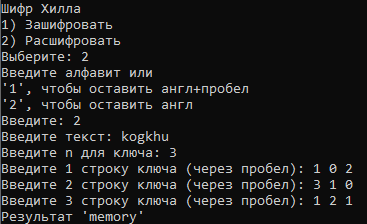 Шифр Хилла
1) Зашифровать
2) Расшифровать
Выберите: 2
Введите алфавит или
'1', чтобы оставить англ+пробел
'2', чтобы оставить англ
Введите: 2
Введите текст: kogkhu
Введите n для ключа: 3
Введите 1 строку ключа (через пробел): 1 0 2
Введите 2 строку ключа (через пробел): 3 1 0
Введите 3 строку ключа (через пробел): 1 2 1
Результат 'memory'